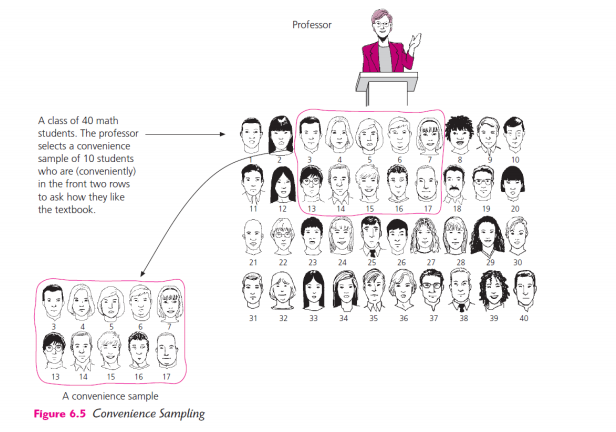 Professor
A class of 40 math
students. The professor
selects a convenience
sample of 10 students
who are (conveniently)
in the front two rows
to ask how they like
the textbook.
1 2 3 4 5 6 7 8 9 10
11 12 13 14 15 16 17 18 19 20
21 22 23 24 25 26 27 28 29 30
31 32 33 34 35 36 37 38 39 40
3 4 5 6 7
13 14 15 16 17
A convenience sample
Figure 6.5 Convenience Sampling